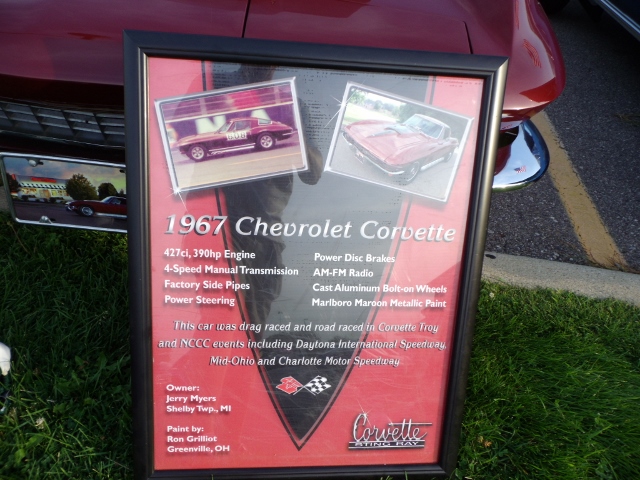 1967 Chevrolet Corvette
427ci, 390hp Engine
4-Speed Manual Transmission
Factory Side Pipes
Power Steering
Power Disc Brakes
AM-FM Radio
Cast Aluminum Bolt-on Wheels
Marlboro Maroon Metallic Paint
This car was drag raced and road raced in Corvette Troy
and NCCC events including Daytona International Speedway,
Mid-Ohio and Charlotte Motor Speedway
Owner:
Jerry Myers
Shelby Twp., MI
Paint by:
Ron Grilliot
Greenville, OH
Corvette
STING RAY